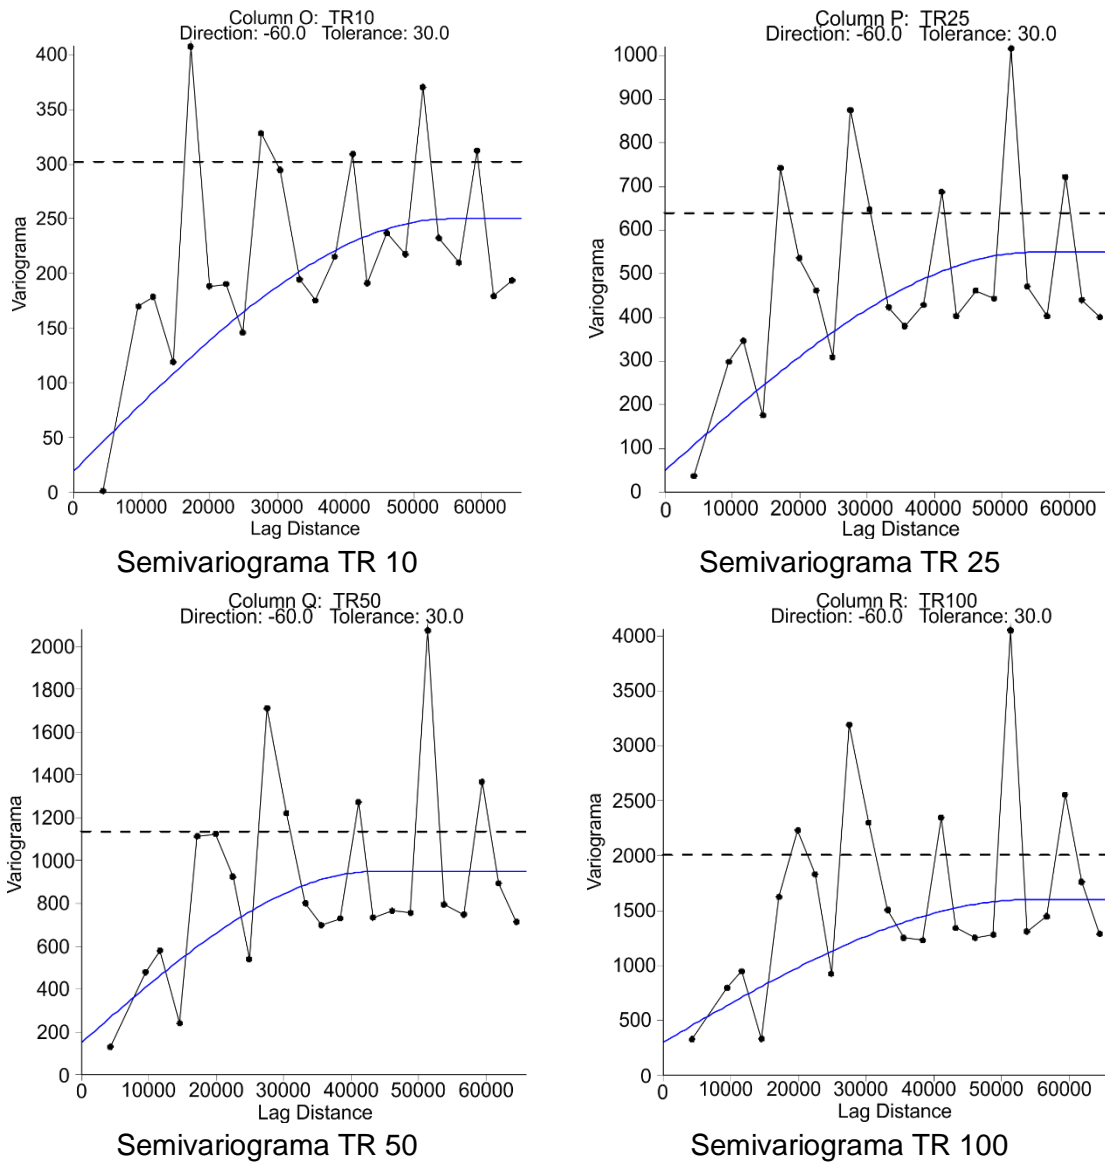 Column O: TR10
Direction: -60.0 Tolerance: 30.0
400
350
300
250
200
150
100
50
0
Variograma
0 10000 20000 30000 40000 50000 60000
Lag Distance
Semivariograma TR 10
Column P: TR25
Direction: -60.0 Tolerance: 30.0
1000
900
800
700
600
500
400
300
200
100
0
Variograma
0 10000 20000 30000 40000 50000 60000
Lag Distance
Semivariograma TR 25
Column Q: TR50
Direction: -60.0 Tolerance: 30.0
2000
1800
1600
1400
1200
1000
800
600
400
200
0
Variograma
0 10000 20000 30000 40000 50000 60000
Lag Distance
Semivariograma TR 50
Column R: TR100
Direction: -60.0 Tolerance: 30.0
4000
3500
3000
2500
2000
1500
1000
500
0
Variograma
0 10000 20000 30000 40000 50000 60000
Lag Distance
Semivariograma TR 100